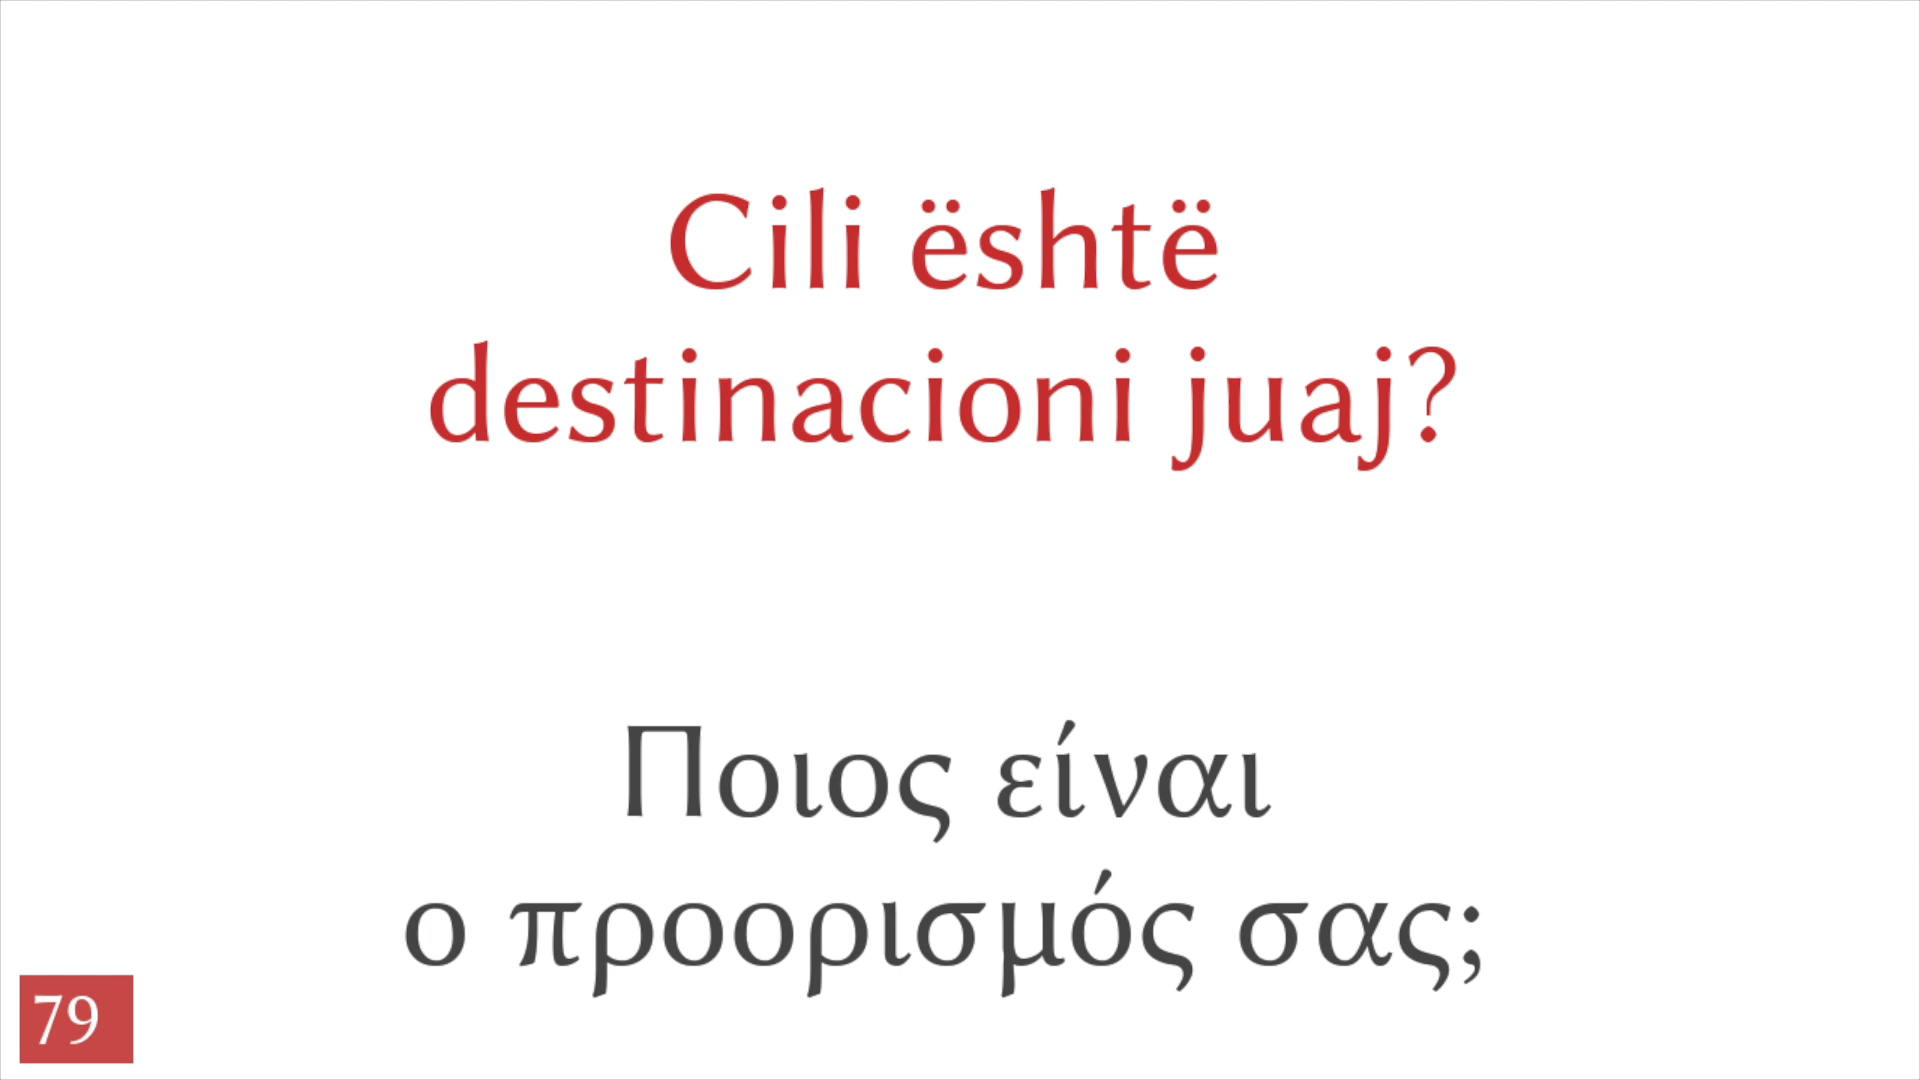 Cili është
destinacioni juaj?
Ποιος είναι
ο προορισμός σας;
79